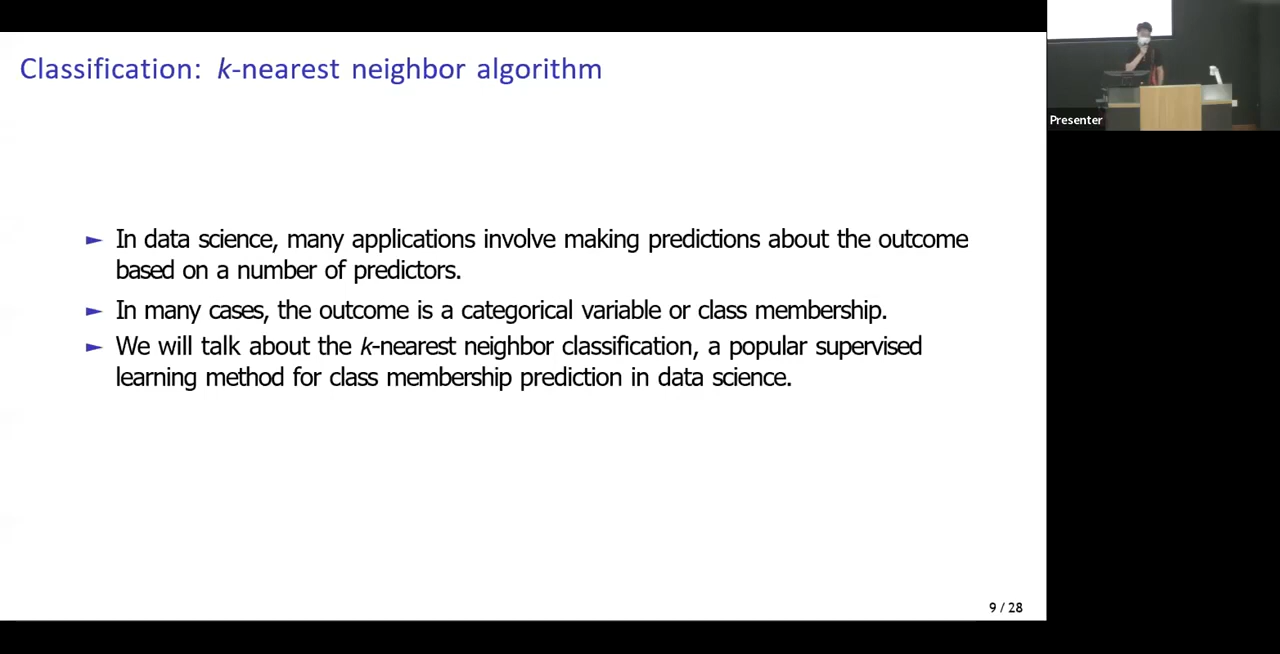 Classification: k-nearest neighbor algorithm
Presenter
► In data science, many applications involve making predictions about the outcome
based on a number of predictors.
► In many cases, the outcome is a categorical variable or class membership.
► We will talk about the k-nearest neighbor classification, a popular supervised
learning method for class membership prediction in data science.
9 / 28